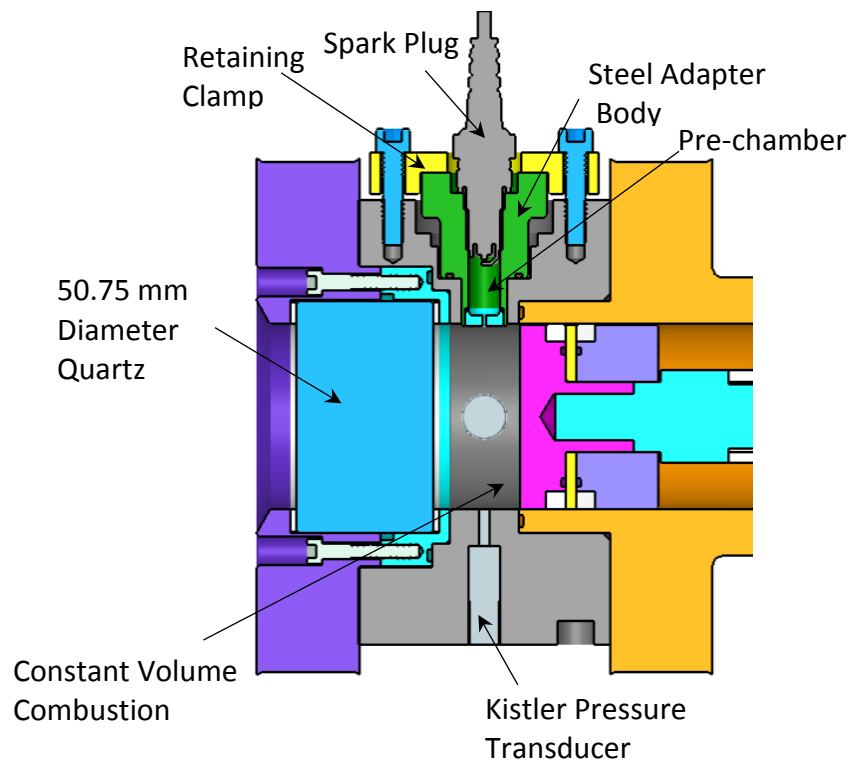 Retaining
Clamp
Spark Plug
Steel Adapter
Body
Pre-chamber
50.75 mm
Diameter
Quartz
Constant Volume
Combustion
Kistler Pressure
Transducer